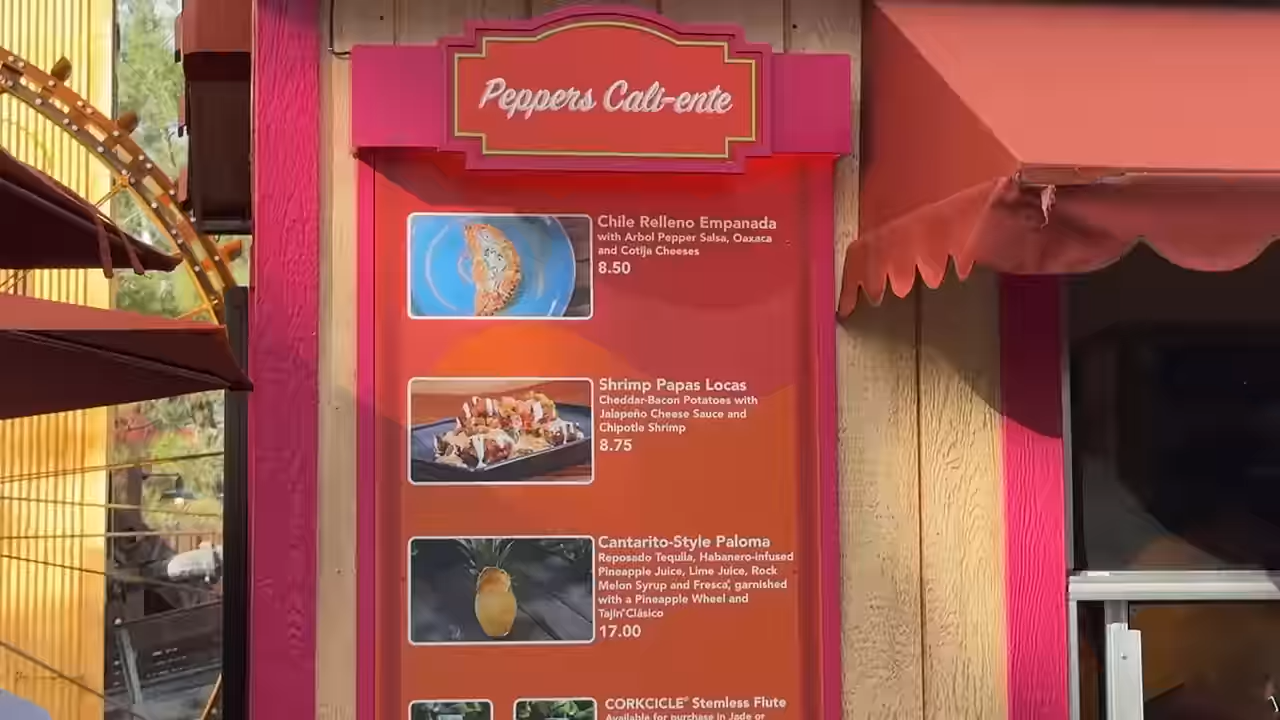 Peppers Cali-ente
Chile Relleno Empanada
with Arbol Pepper Salsa, Oaxaca
and Cotija Cheeses
8.50
Shrimp Papas Locas
Cheddar-Bacon Potatoes with
Jalapeño Cheese Sauce and
Chipotle Shrimp
8.75
Cantarito-Style Paloma
Reposado Tequila, Habanero-infused
Pineapple Juice, Lime Juice, Rock
Melon Syrup and Fresca®, garnished
with a Pineapple Wheel and
Tajín® Clásico
17.00
CORKCICLE® Stemless Flute
Available for purchase in Jade or